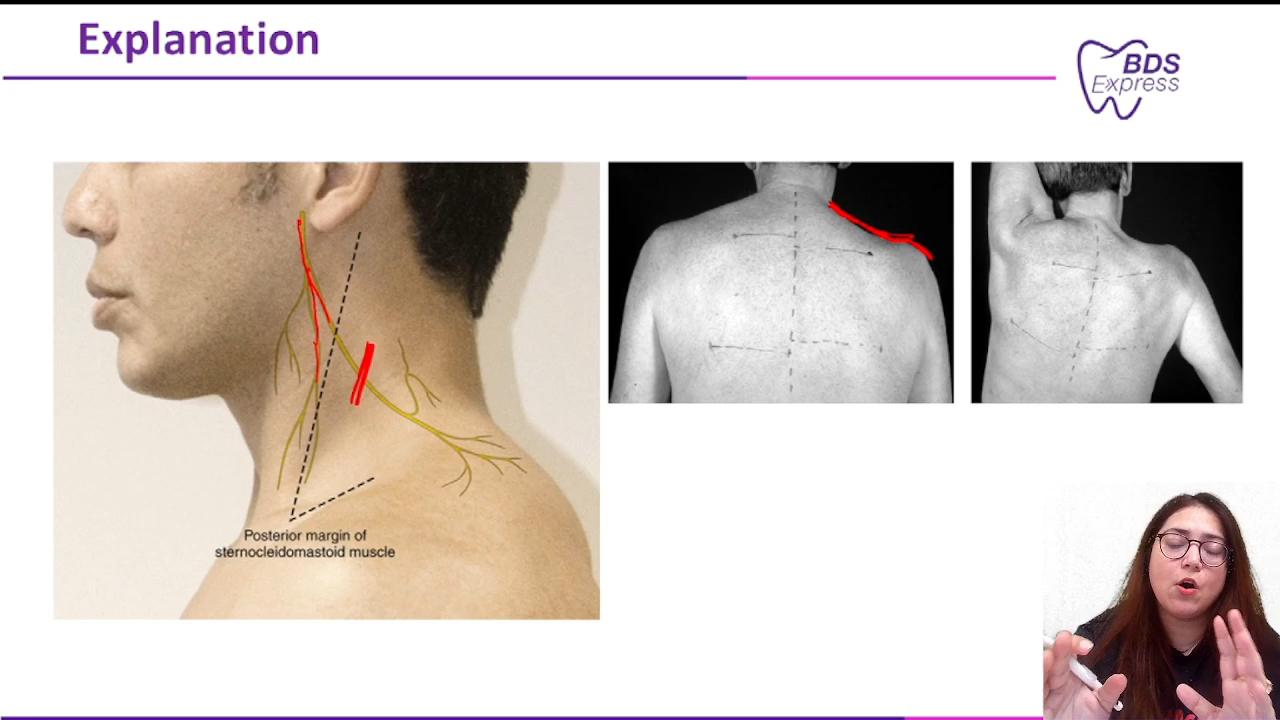 Explanation
BDS
Express
Posterior margin of
sternocleidomastoid muscle